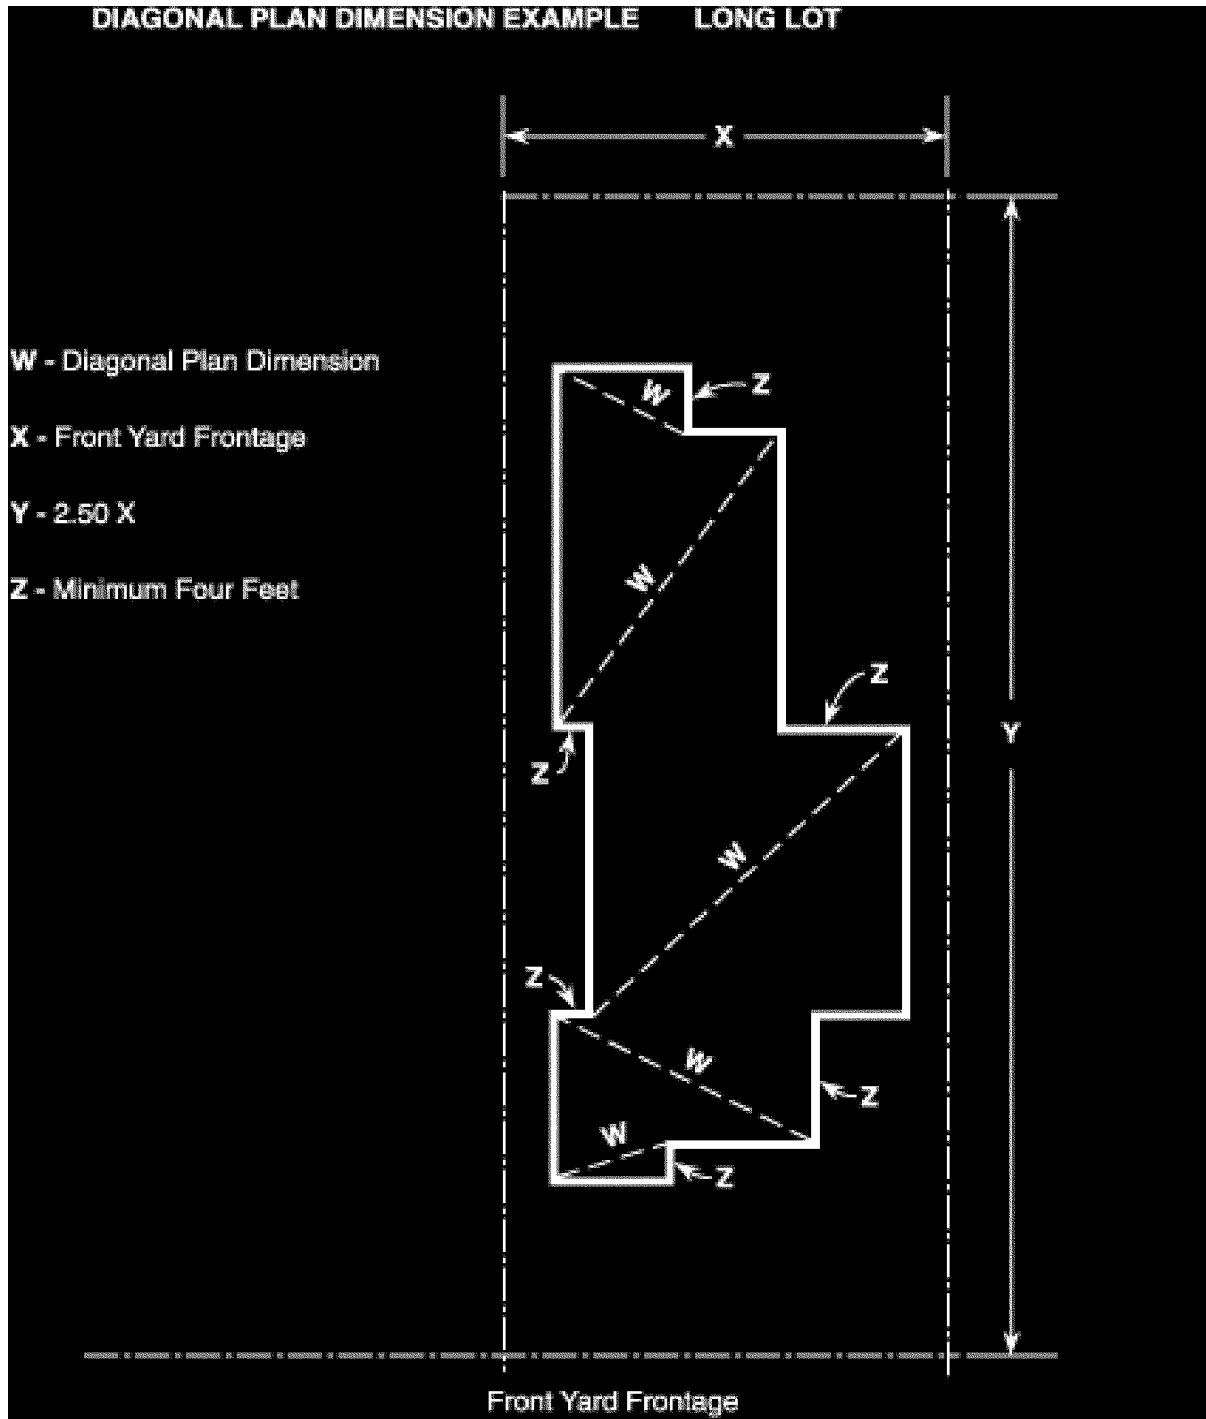 DIAGONAL PLAN DIMENSION EXAMPLE LONG LOT
X
W - Diagonal Plan Dimension
W
Z
X - Front Yard Frontage
Y - 2.50 X
W
Z - Minimum Four Feet
Z
Y
Z
W
Z
W
Z
W
Z
Front Yard Frontage